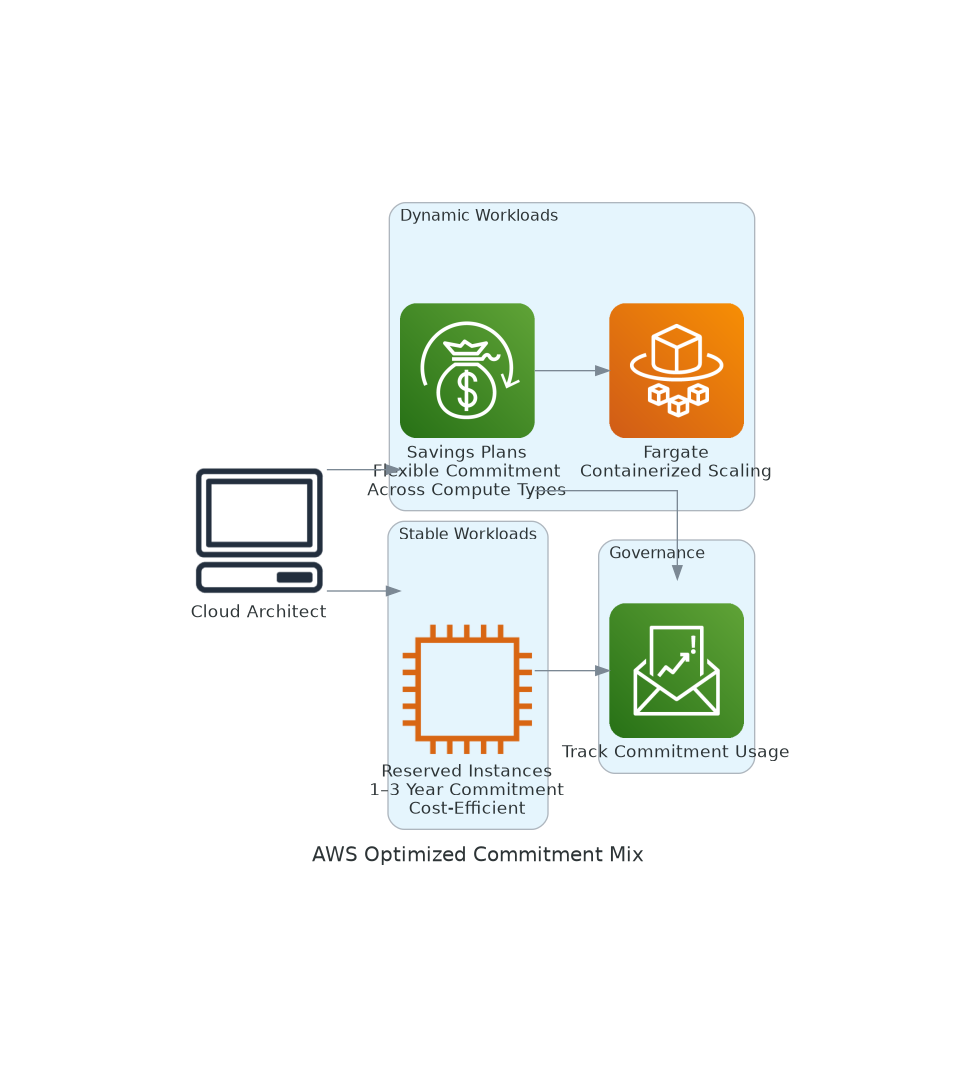 Dynamic Workloads
Savings Plans
Flexible Commitment
Across Compute Types
Fargate
Containerized Scaling
Cloud Architect
Stable Workloads
Reserved Instances
1–3 Year Commitment
Cost-Efficient
Governance
Track Commitment Usage
AWS Optimized Commitment Mix